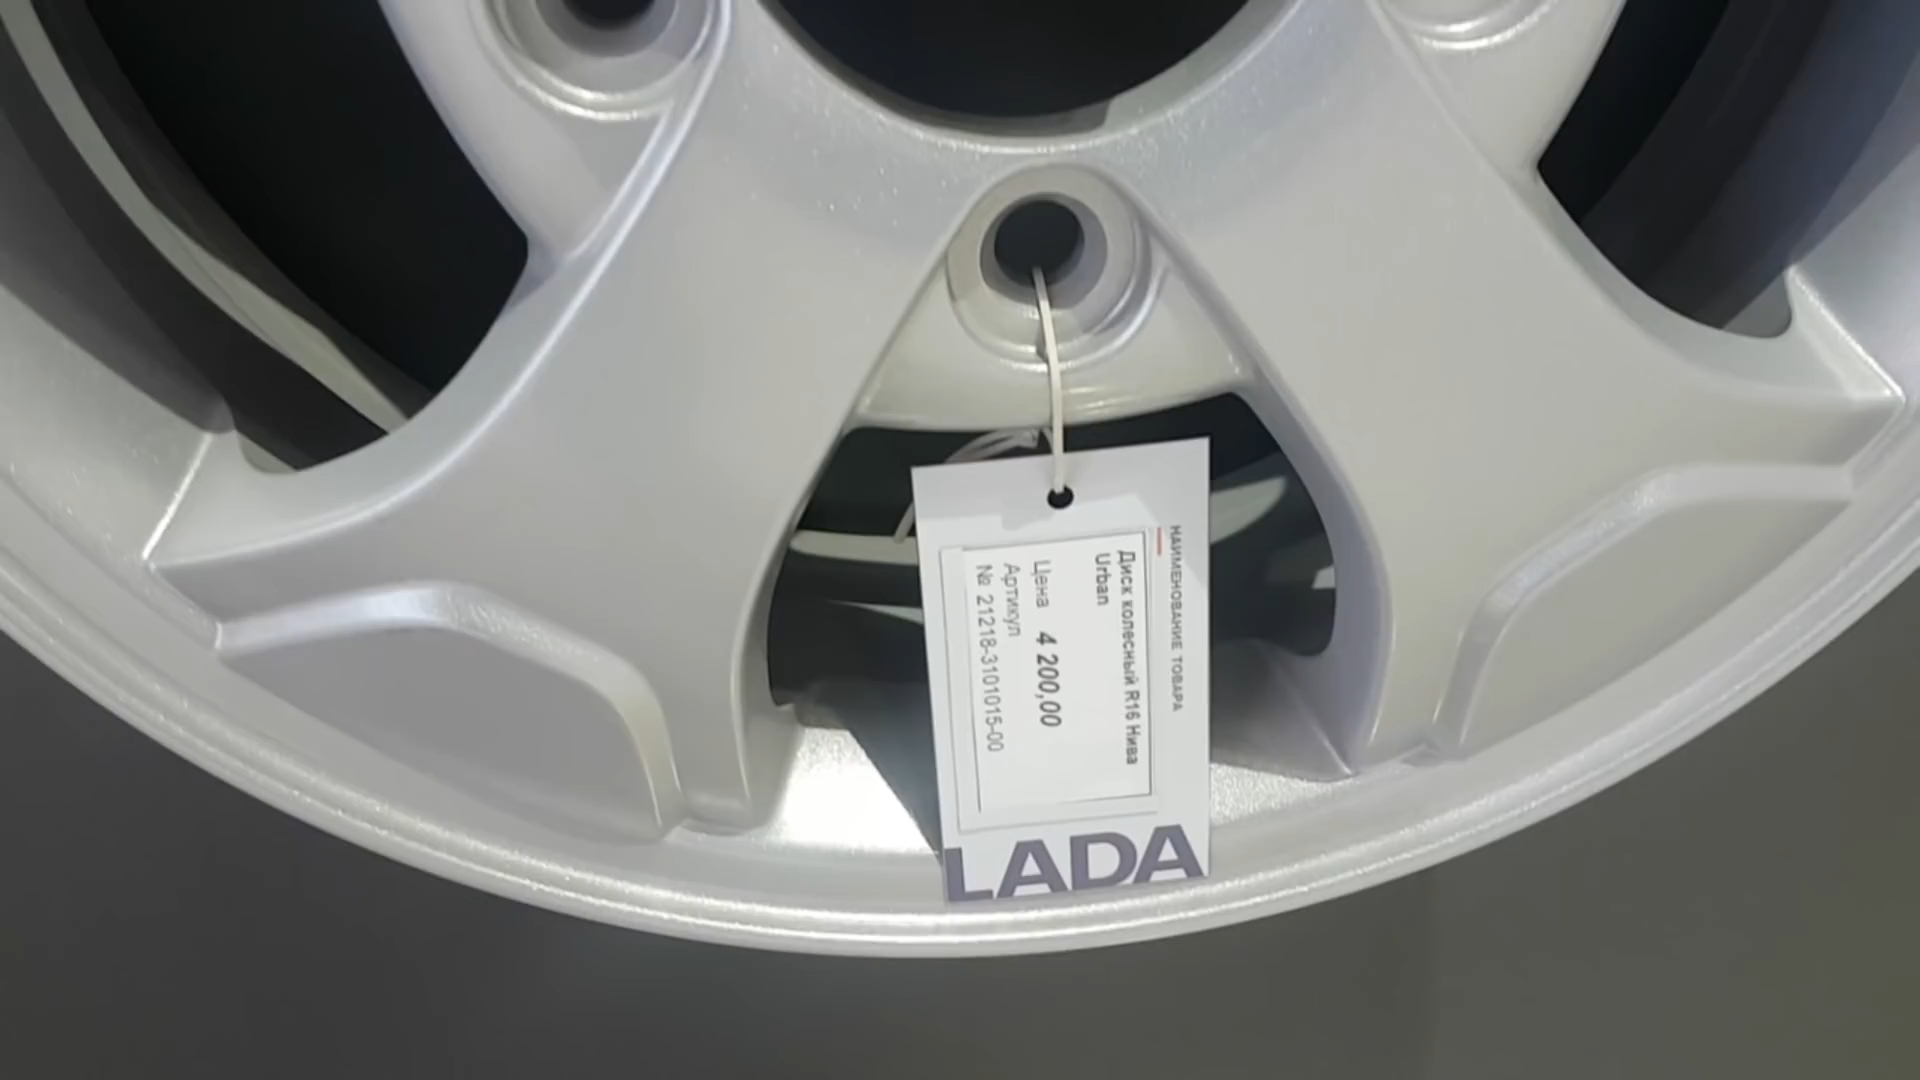 НАИМЕНОВАНИЕ ТОВАРА
Диск колесный R16 Нива
Urban
Цена 4 200,00
Артикул
№ 21218-3101015-00
LADA